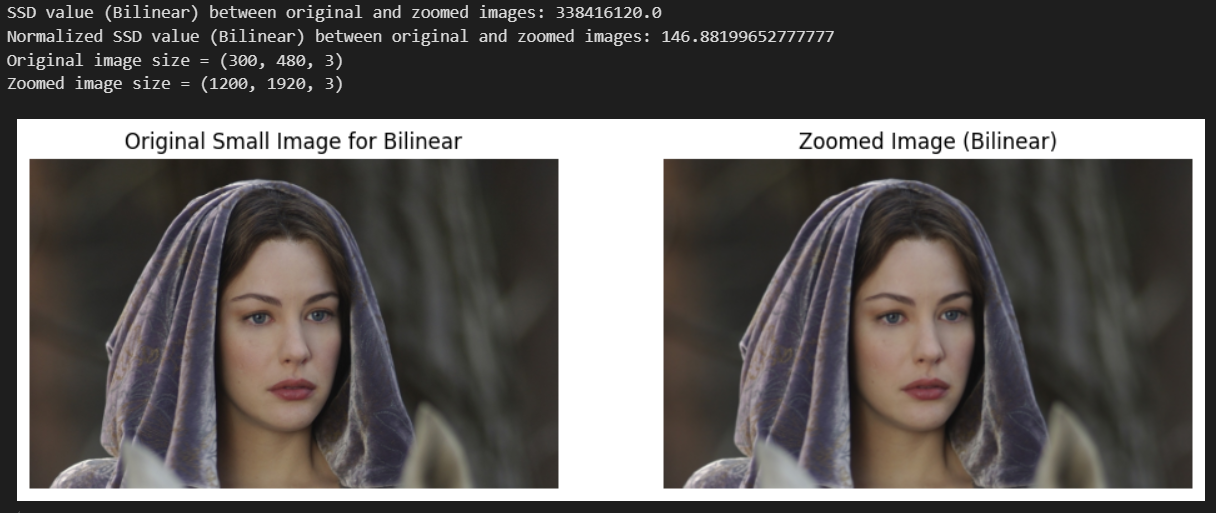 SSD value (Bilinear) between original and zoomed images: 338416120.0
Normalized SSD value (Bilinear) between original and zoomed images: 146.88199652777777
Original image size = (300, 480, 3)
Zoomed image size = (1200, 1920, 3)
Original Small Image for Bilinear
Zoomed Image (Bilinear)